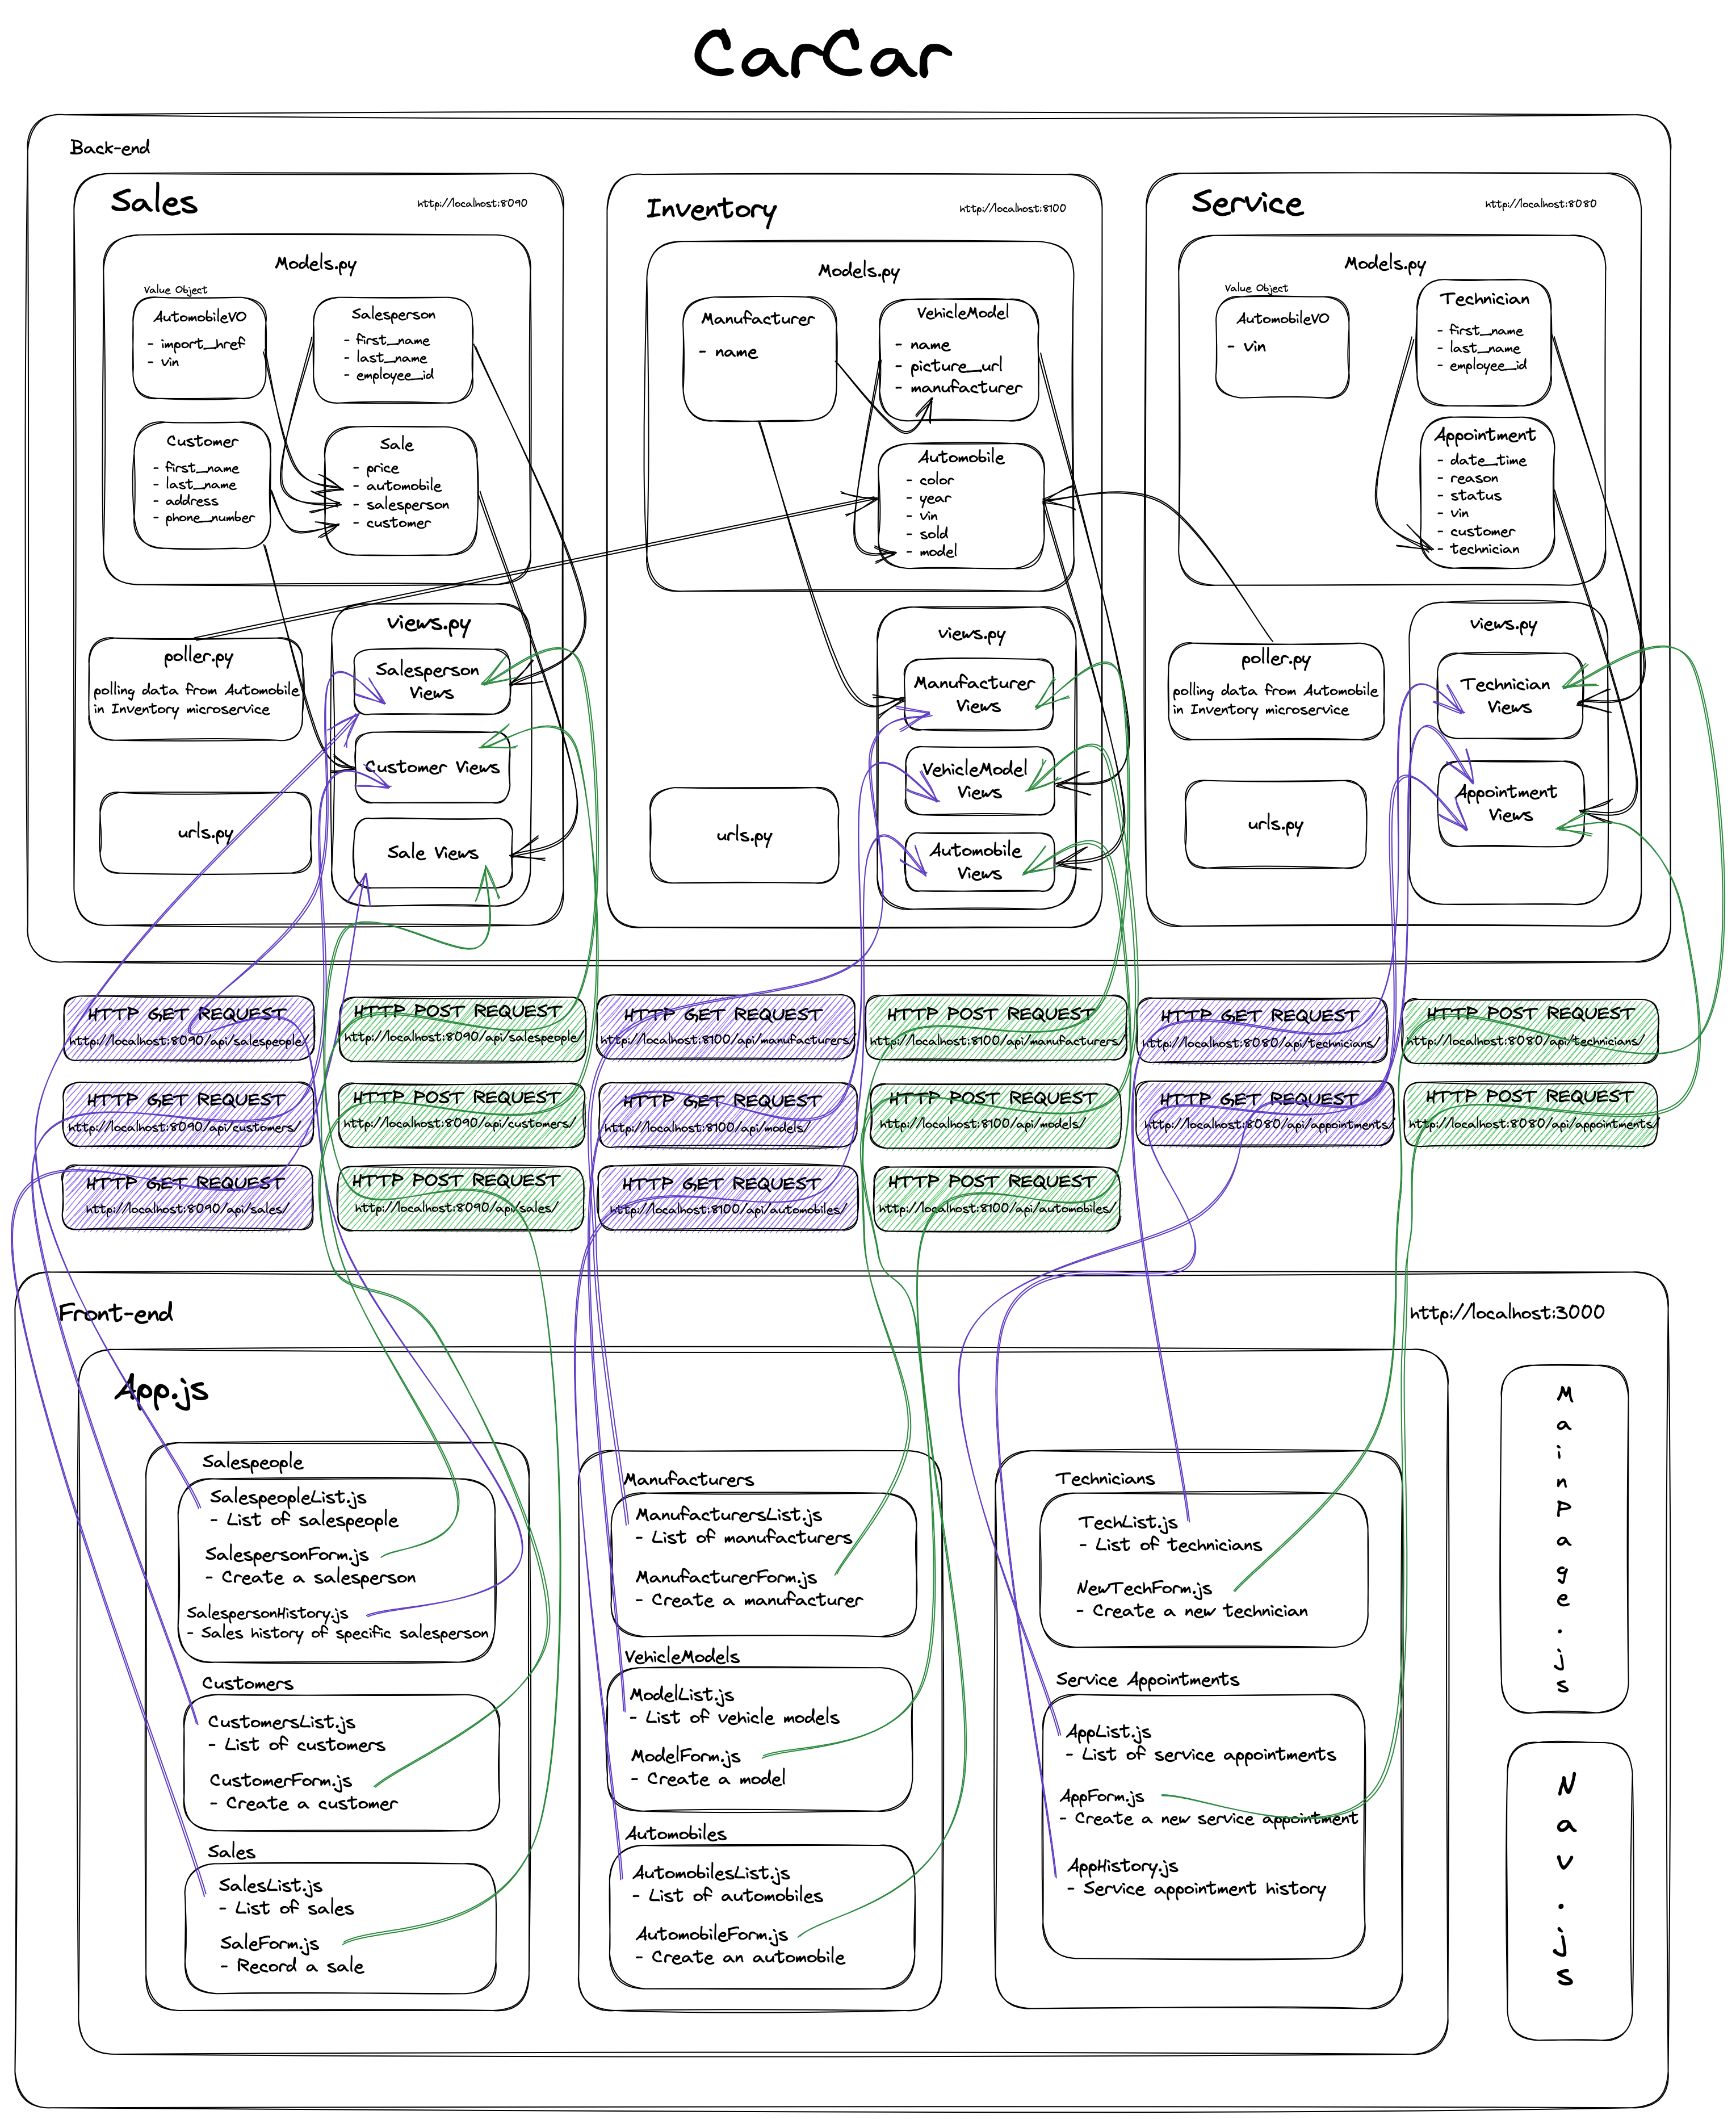 CarCar
Back-end
Sales
http://localhost:8090
Models.py
Value Object
AutomobileVO
- import_href
- vin
Salesperson
- first_name
- last_name
- employee_id
Customer
- first_name
- last_name
- address
- phone_number
Sale
- price
- automobile
- salesperson
- customer
poller.py
polling data from Automobile
in Inventory microservice
urls.py
views.py
Salesperson
Views
Customer Views
Sale Views
Inventory
http://localhost:8100
Models.py
Manufacturer
- name
VehicleModel
- name
- picture_url
- manufacturer
Automobile
- color
- year
- vin
- sold
- model
urls.py
views.py
Manufacturer
Views
VehicleModel
Views
Automobile
Views
Service
http://localhost:8080
Models.py
Value Object
AutomobileVO
- vin
Technician
- first_name
- last_name
- employee_id
Appointment
- date_time
- reason
- status
- vin
- customer
- technician
poller.py
polling data from Automobile
in Inventory microservice
urls.py
views.py
Technician
Views
Appointment
Views
HTTP GET REQUEST
http://localhost:8090/api/salespeople/
HTTP POST REQUEST
http://localhost:8090/api/salespeople/
HTTP GET REQUEST
http://localhost:8100/api/manufacturers/
HTTP POST REQUEST
http://localhost:8100/api/manufacturers/
HTTP GET REQUEST
http://localhost:8080/api/technicians/
HTTP POST REQUEST
http://localhost:8080/api/technicians/
HTTP GET REQUEST
http://localhost:8090/api/customers/
HTTP POST REQUEST
http://localhost:8090/api/customers/
HTTP GET REQUEST
http://localhost:8100/api/models/
HTTP POST REQUEST
http://localhost:8100/api/models/
HTTP GET REQUEST
http://localhost:8080/api/appointments/
HTTP POST REQUEST
http://localhost:8080/api/appointments/
HTTP GET REQUEST
http://localhost:8090/api/sales/
HTTP POST REQUEST
http://localhost:8090/api/sales/
HTTP GET REQUEST
http://localhost:8100/api/automobiles/
HTTP POST REQUEST
http://localhost:8100/api/automobiles/
Front-end
http://localhost:3000
App.js
Salespeople
SalespeopleList.js
- List of salespeople
SalespersonForm.js
- Create a salesperson
SalespersonHistory.js
- Sales history of specific salesperson
Customers
CustomersList.js
- List of customers
CustomerForm.js
- Create a customer
Sales
SalesList.js
- List of sales
SaleForm.js
- Record a sale
Manufacturers
ManufacturersList.js
- List of manufacturers
ManufacturerForm.js
- Create a manufacturer
VehicleModels
ModelList.js
- List of vehicle models
ModelForm.js
- Create a model
Automobiles
AutomobilesList.js
- List of automobiles
AutomobileForm.js
- Create an automobile
Technicians
TechList.js
- List of technicians
NewTechForm.js
- Create a new technician
Service Appointments
AppList.js
- List of service appointments
AppForm.js
- Create a new service appointment
AppHistory.js
- Service appointment history
MainPage.js
Nav.js